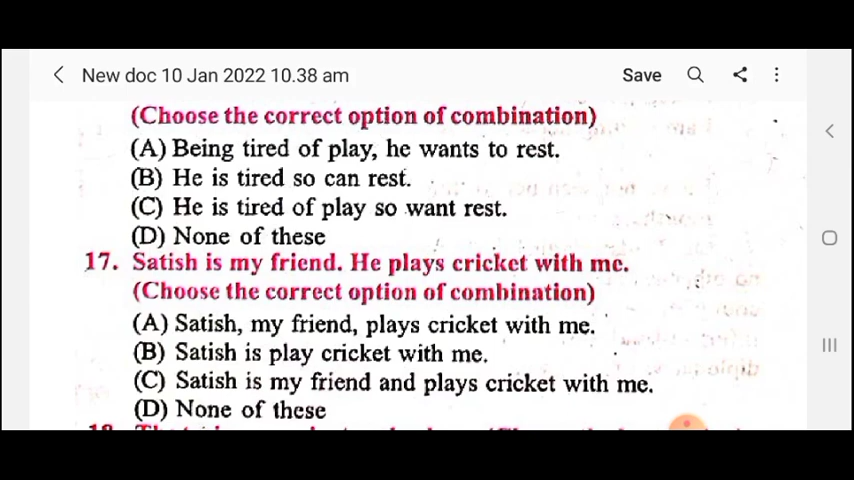 New doc 10 Jan 2022 10.38 am
Save
(Choose the correct option of combination)
(A) Being tired of play, he wants to rest.
(B) He is tired so can rest.
(C) He is tired of play so want rest.
(D) None of these
17. Satish is my friend. He plays cricket with me.
(Choose the correct option of combination)
(A) Satish, my friend, plays cricket with me.
(B) Satish is play cricket with me.
(C) Satish is my friend and plays cricket with me.
(D) None of these